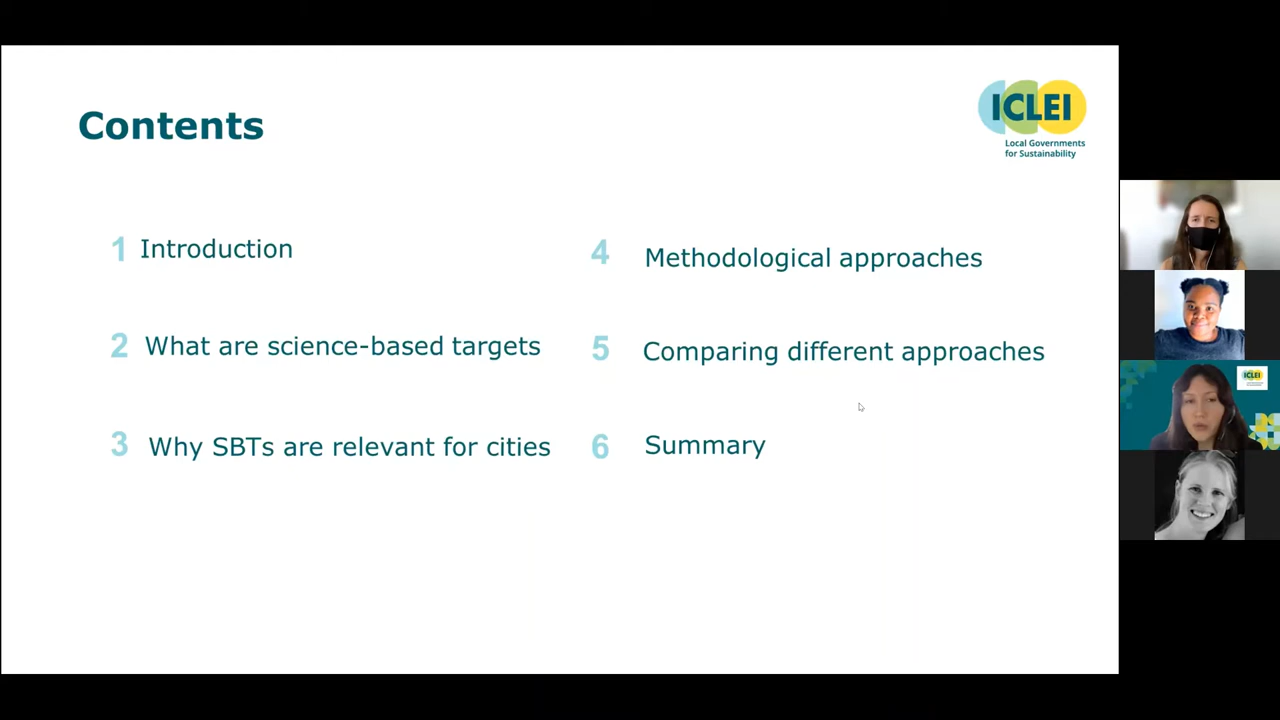 Contents
ICLEI
Local Governments
for Sustainability
1 Introduction
2 What are science-based targets
3 Why SBTs are relevant for cities
4 Methodological approaches
5 Comparing different approaches
6 Summary
ICLEI